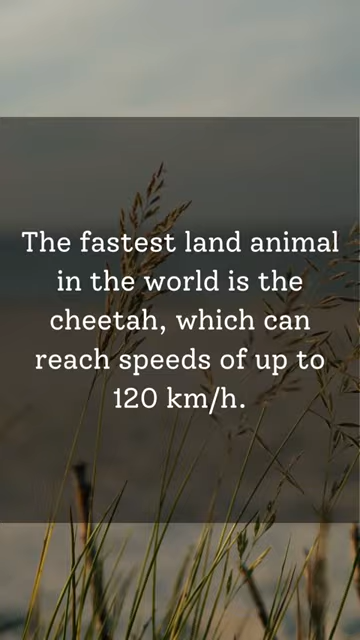 The fastest land animal
in the world is the
cheetah, which can
reach speeds of up to
120 km/h.